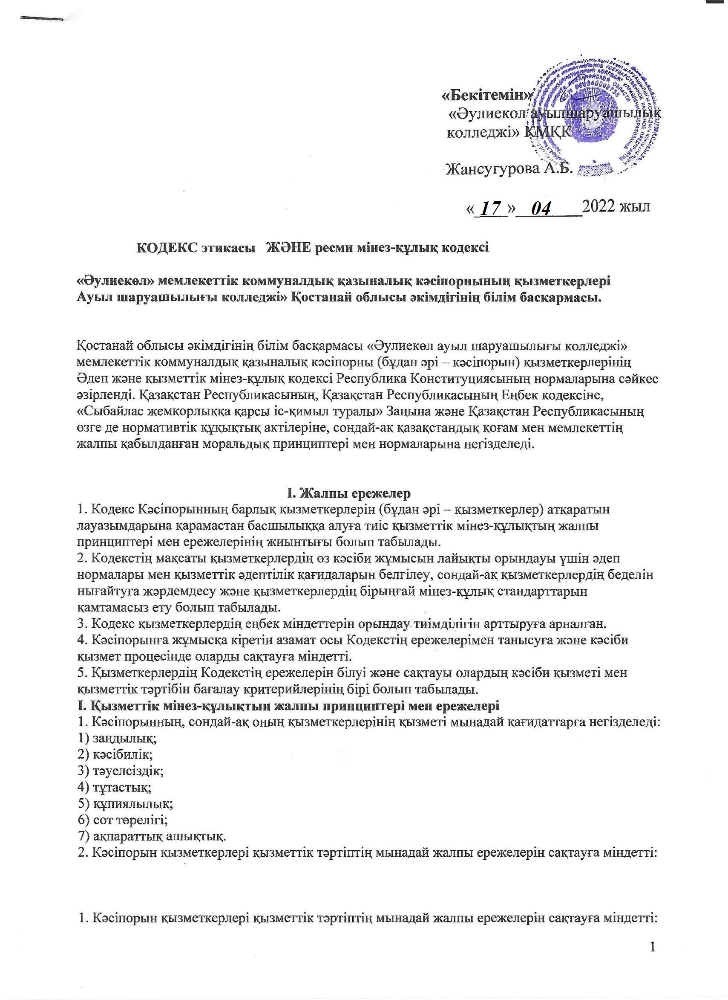 «Бекітемін»
«Әулиекол ауылшаруашылық
колледжі» КМҚК
Жансугурова А.Б.
« 17 » 04 2022 жыл
КОДЕКС этикасы ЖӘНЕ ресми мінез-құлық кодексі
«Әулиекөл» мемлекеттік коммуналдық қазыналық кәсіпорнының қызметкерлері
Ауыл шаруашылығы колледжі» Қостанай облысы әкімдігінің білім басқармасы.
Қостанай облысы әкімдігінің білім басқармасы «Әулиекөл ауыл шаруашылығы колледжі»
мемлекеттік коммуналдық қазыналық кәсіпорны (бұдан әрі – кәсіпорын) қызметкерлерінің
Әдеп және қызметтік мінез-құлық кодексі Республика Конституциясының нормаларына сәйкес
әзірленді. Қазақстан Республикасының, Қазақстан Республикасының Еңбек кодексіне,
«Сыбайлас жемқорлыққа қарсы іс-қимыл туралы» Заңына және Қазақстан Республикасының
өзге де нормативтік құқықтық актілеріне, сондай-ақ қазақстандық қоғам мен мемлекеттің
жалпы қабылданған моральдық принциптері мен нормаларына негізделеді.
I. Жалпы ережелер
1. Кодекс Кәсіпорынның барлық қызметкерлерін (бұдан әрі – қызметкерлер) атқаратын
лауазымдарына қарамастан басшылыққа алуға тиіс қызметтік мінез-құлықтың жалпы
принциптері мен ережелерінің жиынтығы болып табылады.
2. Кодекстің мақсаты қызметкерлердің өз кәсіби жұмысын лайықты орындауы үшін әдеп
нормалары мен қызметтік әдептілік қағидаларын белгілеу, сондай-ақ қызметкерлердің беделін
нығайтуға жәрдемдесу және қызметкерлердің бірыңғай мінез-құлық стандарттарын
қамтамасыз ету болып табылады.
3. Кодекс қызметкерлердің еңбек міндеттерін орындау тиімділігін арттыруға арналған.
4. Кәсіпорынға жұмысқа кіретін азамат осы Кодекстің ережелерімен танысуға және кәсіби
қызмет процесінде оларды сақтауға міндетті.
5. Қызметкерлердің Кодекстің ережелерін білуі және сақтауы олардың кәсіби қызметі мен
қызметтік тәртібін бағалау критерийлерінің бірі болып табылады.
I. Қызметтік мінез-құлықтың жалпы принциптері мен ережелері
1. Кәсіпорынның, сондай-ақ оның қызметкерлерінің қызметі мынадай қағидаттарға негізделеді:
1) заңдылық;
2) кәсібилік;
3) тәуелсіздік;
4) тұтастық;
5) құпиялылық;
6) сот төрелігі;
7) ақпараттық ашықтық.
2. Кәсіпорын қызметкерлері қызметтік тәртіптің мынадай жалпы ережелерін сақтауға міндетті:
1. Кәсіпорын қызметкерлері қызметтік тәртіптің мынадай жалпы ережелерін сақтауға міндетті:
1